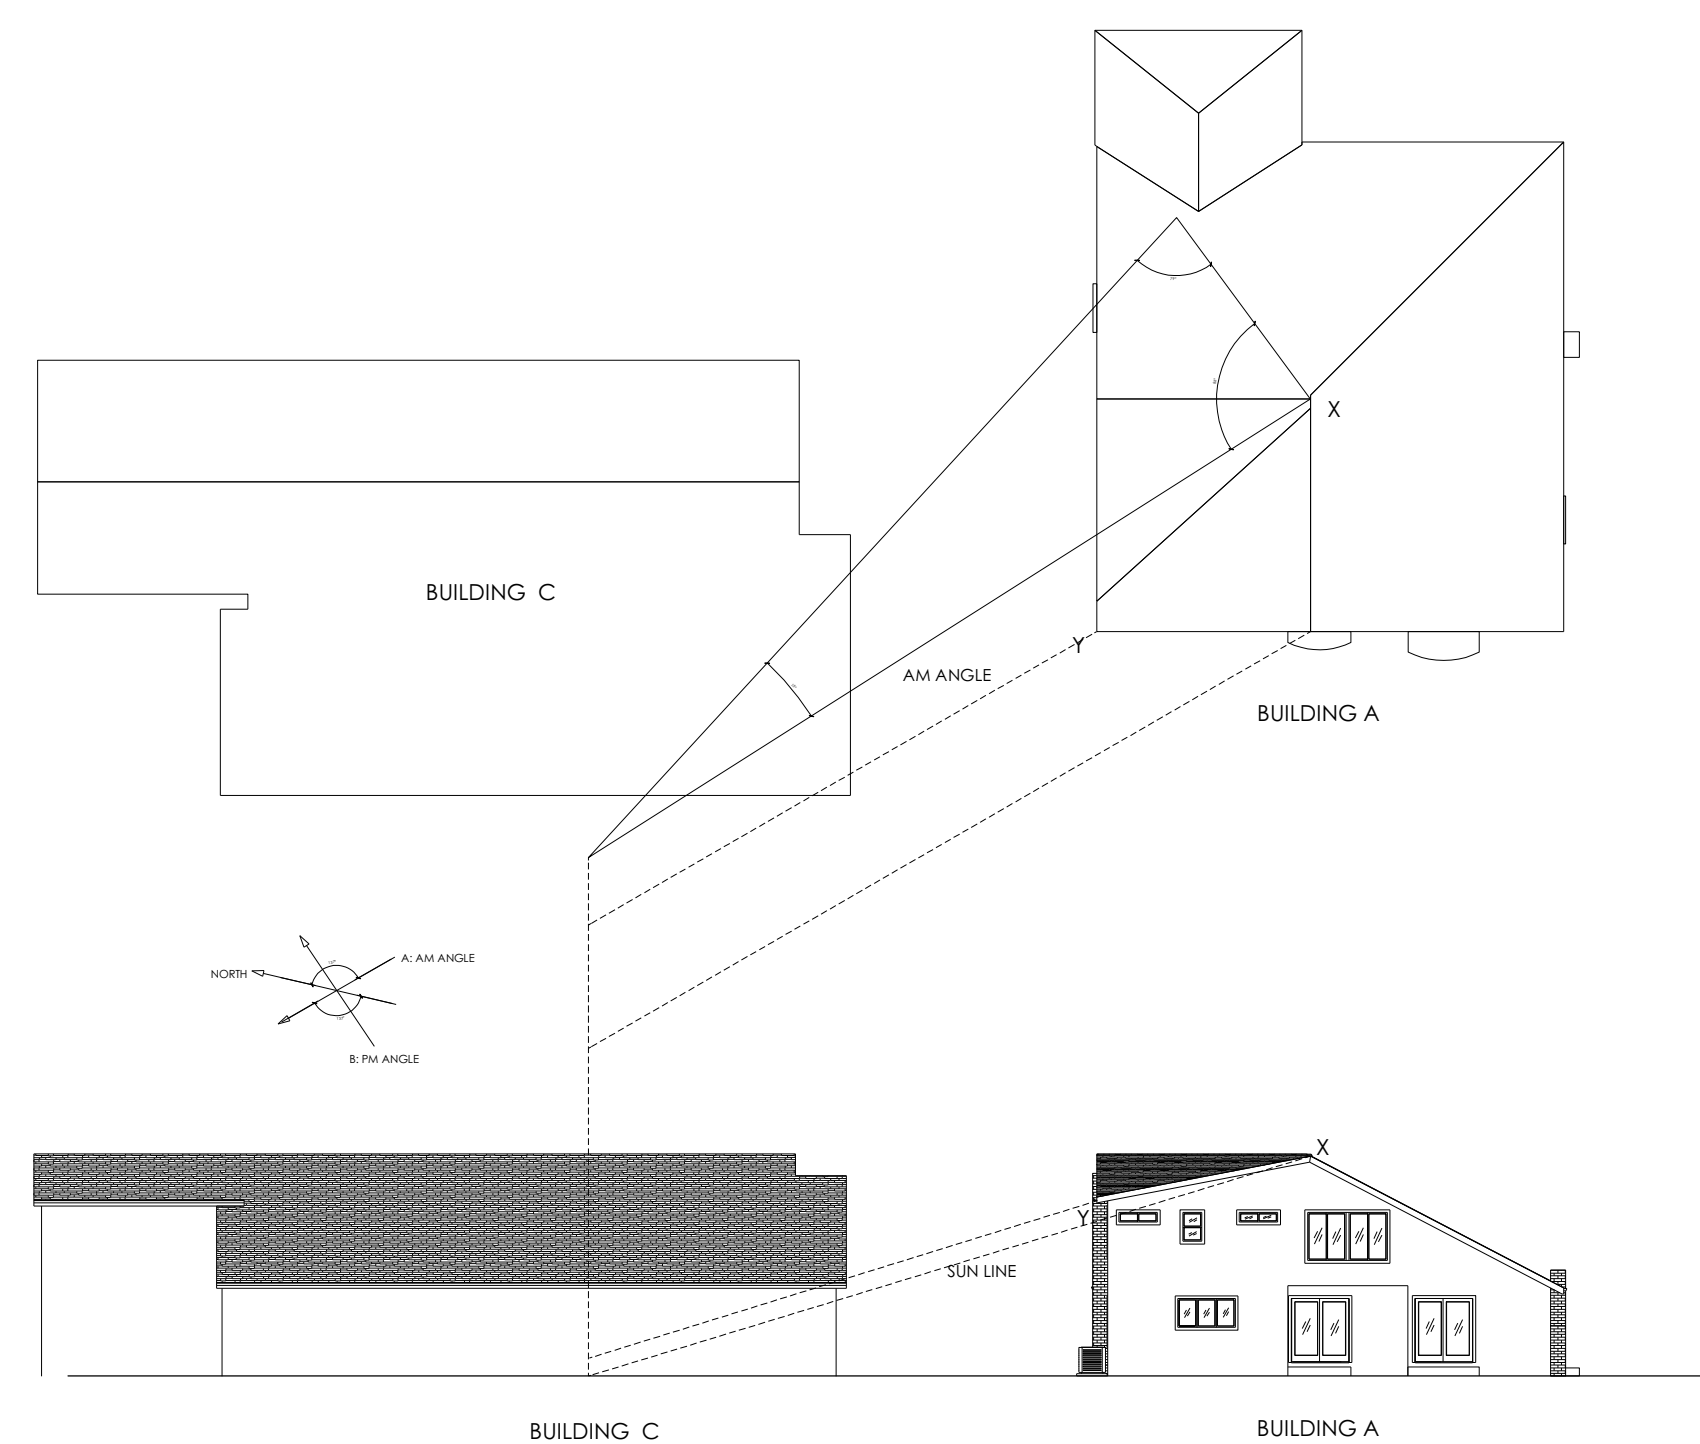 X
BUILDING  C
Y
AM ANGLE
BUILDING A
A: AM ANGLE
NORTH
B: PM ANGLE
X
Y
SUN LINE
BUILDING  C
BUILDING A